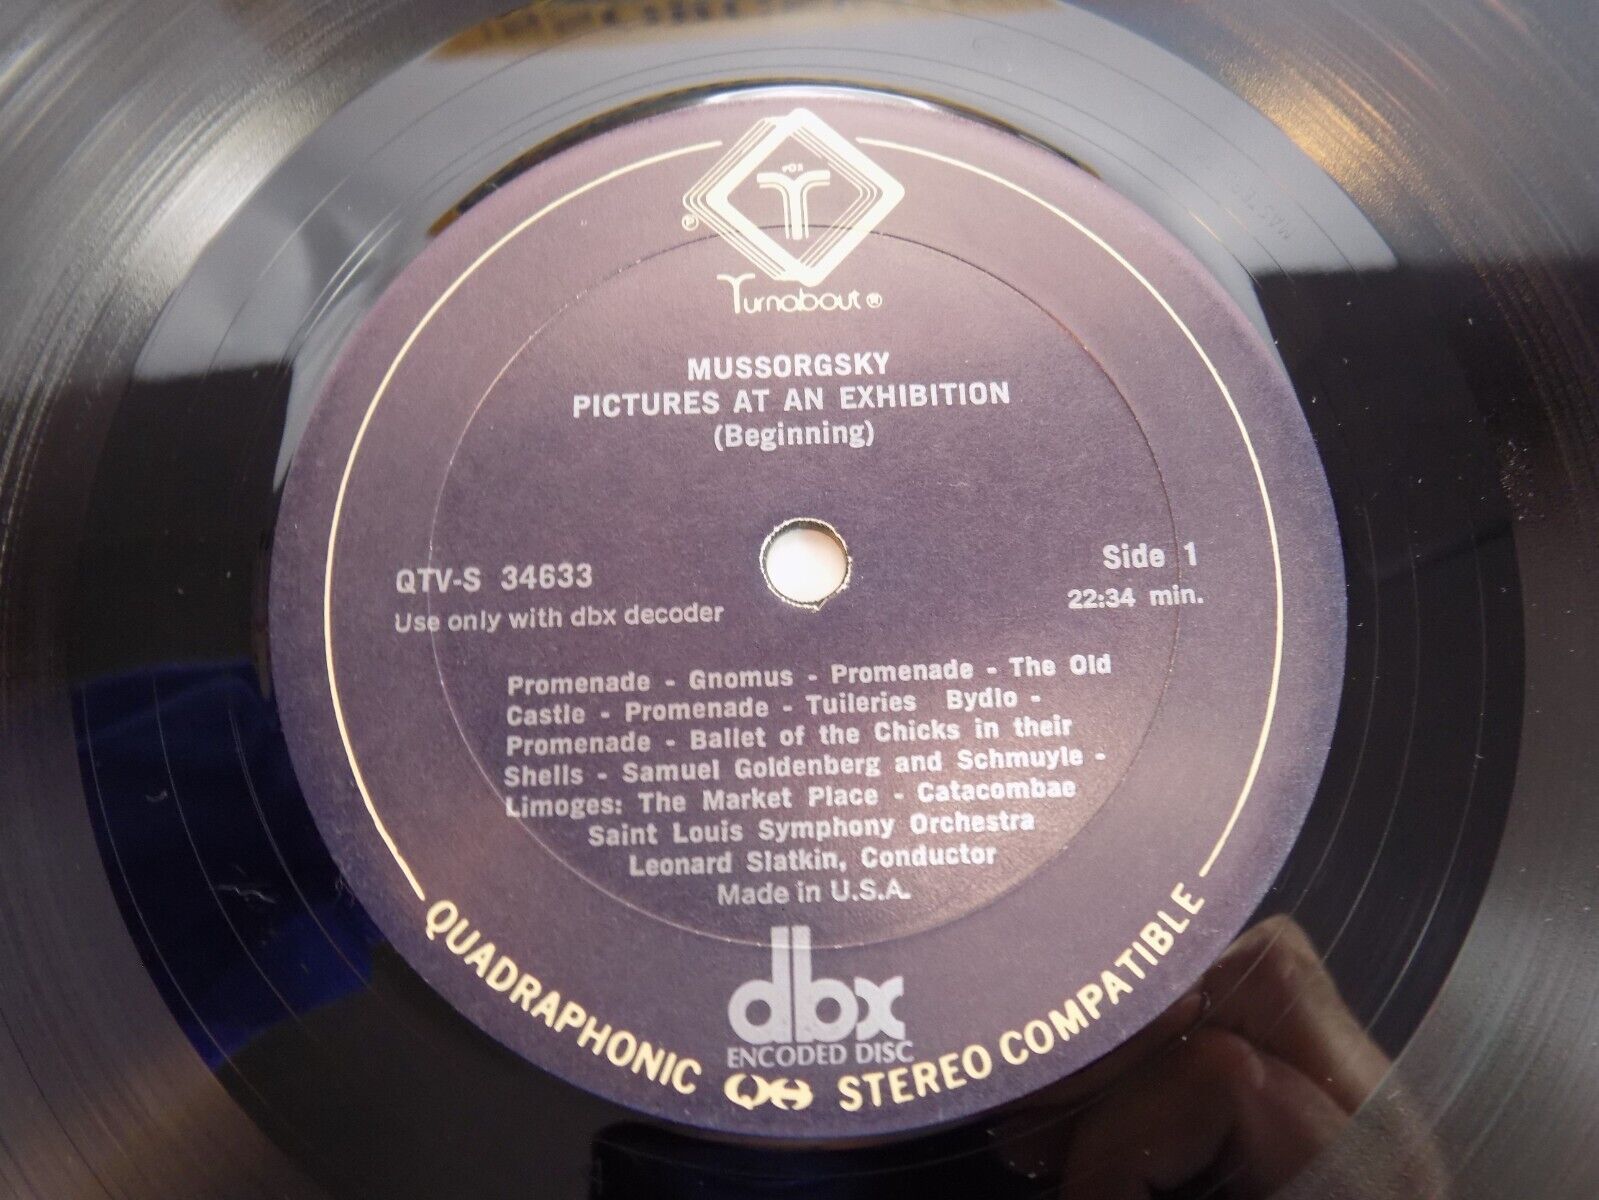 VOX
Turnabout®
MUSSORGSKY
PICTURES AT AN EXHIBITION
(Beginning)
QTV-S 34633
Use only with dbx decoder
Side 1
22:34 min.
Promenade - Gnomus - Promenade - The Old
Castle - Promenade - Tuileries Bydlo -
Promenade - Ballet of the Chicks in their
Shells - Samuel Goldenberg and Schmuyle -
Limoges: The Market Place - Catacombae
Saint Louis Symphony Orchestra
Leonard Slatkin, Conductor
Made in U.S.A.
dbx
ENCODED DISC
QUADRAPHONIC QS STEREO COMPATIBLE